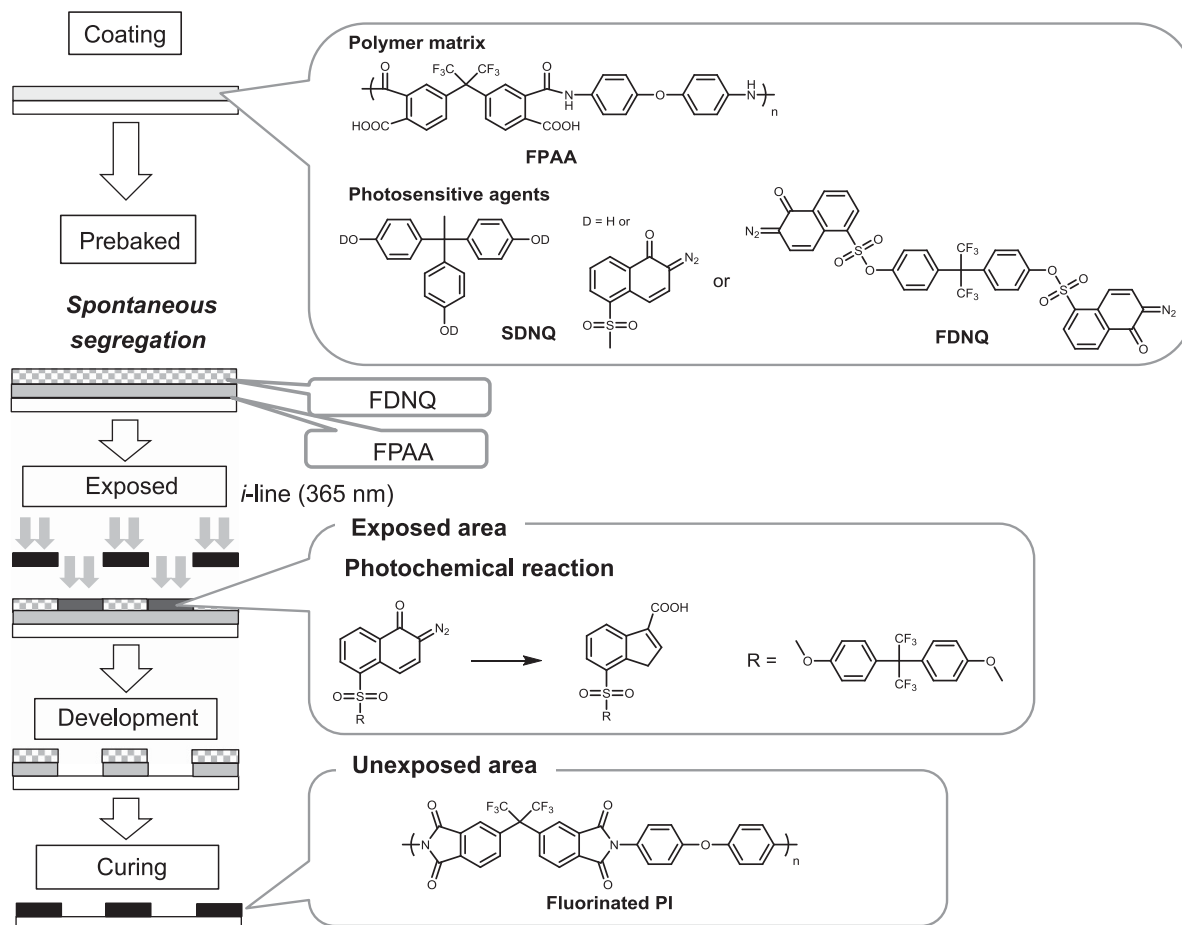 Coating
Prebaked
Spontaneous
segregation
Exposed
i-line (365 nm)
Development
Curing
Polymer matrix
O
F₃C CF₃
O
N
H
O
H
N
n
HOOC
COOH
FPAA
Photosensitive agents
DO
OD
OD
SDNQ
D = H or
O
N₂
O S O
or
O
N₂
O
S
O
O
CF₃
CF₃
O
O
S
O
N₂
O
FDNQ
FDNQ
FPAA
Exposed area
Photochemical reaction
O
N₂
O S O
R
COOH
O S O
R
R =
O
CF₃
CF₃
O
Unexposed area
O
F₃C CF₃
O
N
N
O
n
O
O
Fluorinated PI